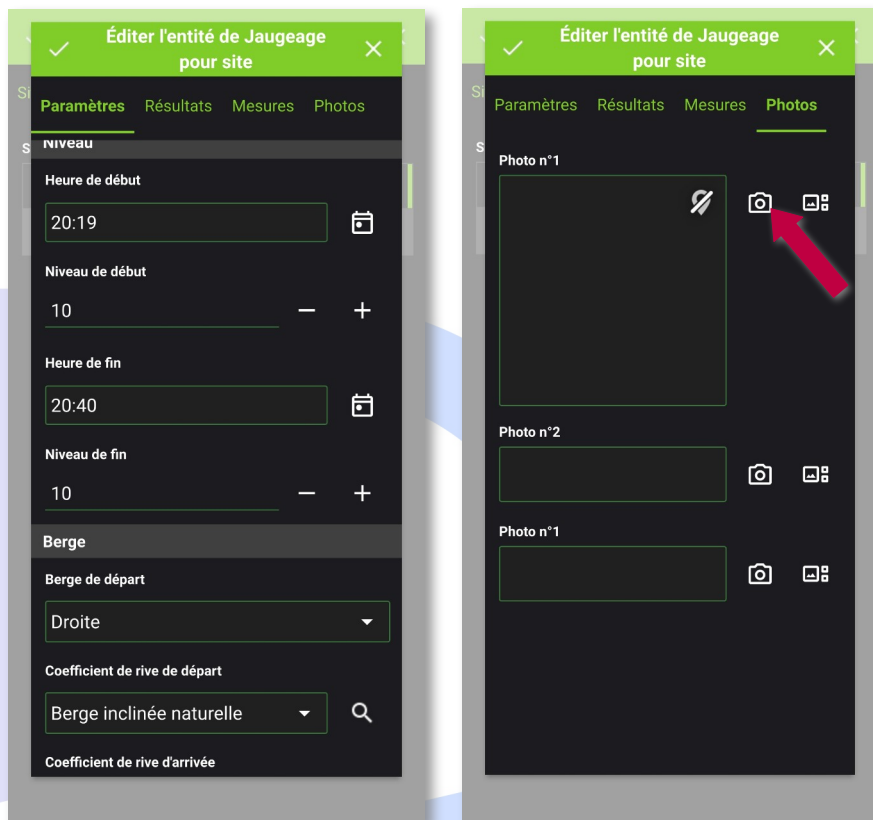 Éditer l'entité de Jaugeage
pour site
Si
Paramètres Résultats Mesures Photos
Niveau
S
Heure de début
20:19
Niveau de début
10
Heure de fin
20:40
Niveau de fin
10
Berge
Berge de départ
Droite
Coefficient de rive de départ
Berge inclinée naturelle
Coefficient de rive d'arrivée
Éditer l'entité de Jaugeage
pour site
Si
Paramètres Résultats Mesures Photos
S
Photo n°1
Photo n°2
Photo n°1